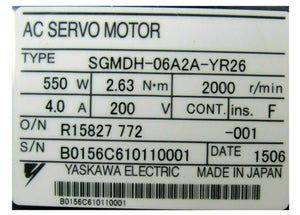 AC SERVO MOTOR
TYPE SGMDH-06A2A-YR26
550 W 2.63 N·m 2000 r/min
4.0 A 200 V CONT. ins. F
O/N R15827 772 -001
S/N B0156C610110001 DATE 1506
YASKAWA ELECTRIC MADE IN JAPAN
B0156C610110001